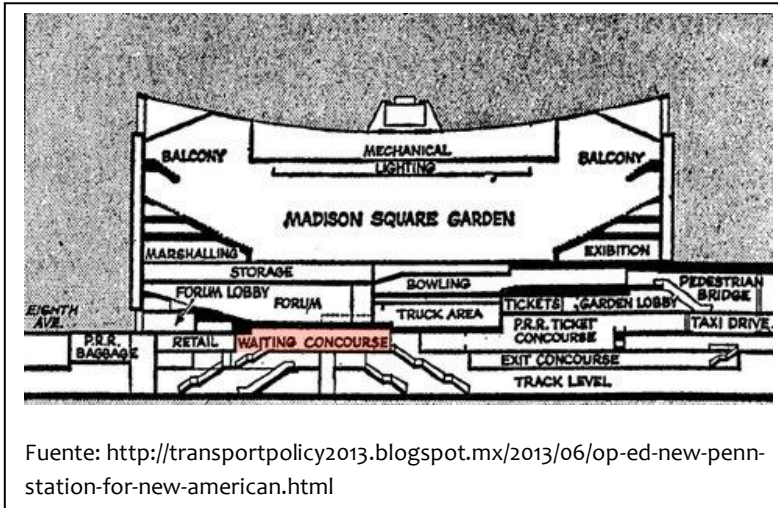 BALCONY
MECHANICAL
BALCONY
LIGHTING
MADISON SQUARE GARDEN
MARSHALLING
EXIBITION
STORAGE
BOWLING
PEDESTRIAN
BRIDGE
FORUM LOBBY
FORUM
TICKETS
GARDEN LOBBY
EIGHTH
AVE.
TRUCK AREA
P.R.R. TICKET
CONCOURSE
TAXI DRIVE
P.R.R.
BAGGAGE
RETAIL
WAITING CONCOURSE
EXIT CONCOURSE
TRACK LEVEL
Fuente: http://transportpolicy2013.blogspot.mx/2013/06/op-ed-new-penn-
station-for-new-american.html